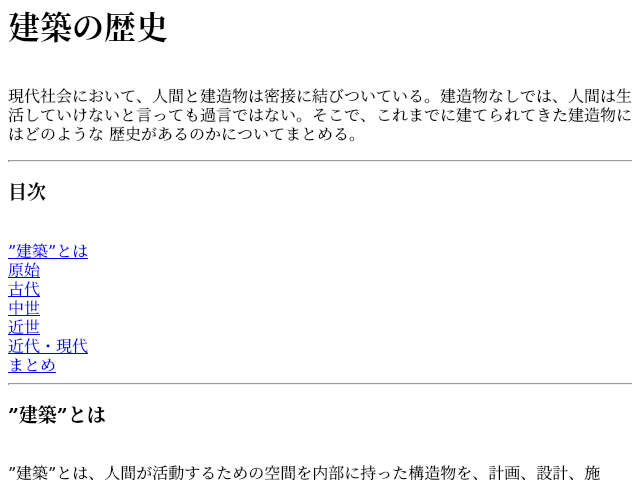 建築の歴史
現代社会において、人間と建造物は密接に結びついている。建造物なしでは、人間は生
活していけないと言っても過言ではない。そこで、これまでに建てられてきた建造物に
はどのような 歴史があるのかについてまとめる。
目次
”建築”とは
原始
古代
中世
近世
近代・現代
まとめ
”建築”とは
”建築”とは、人間が活動するための空間を内部に持った構造物を、計画、設計、施